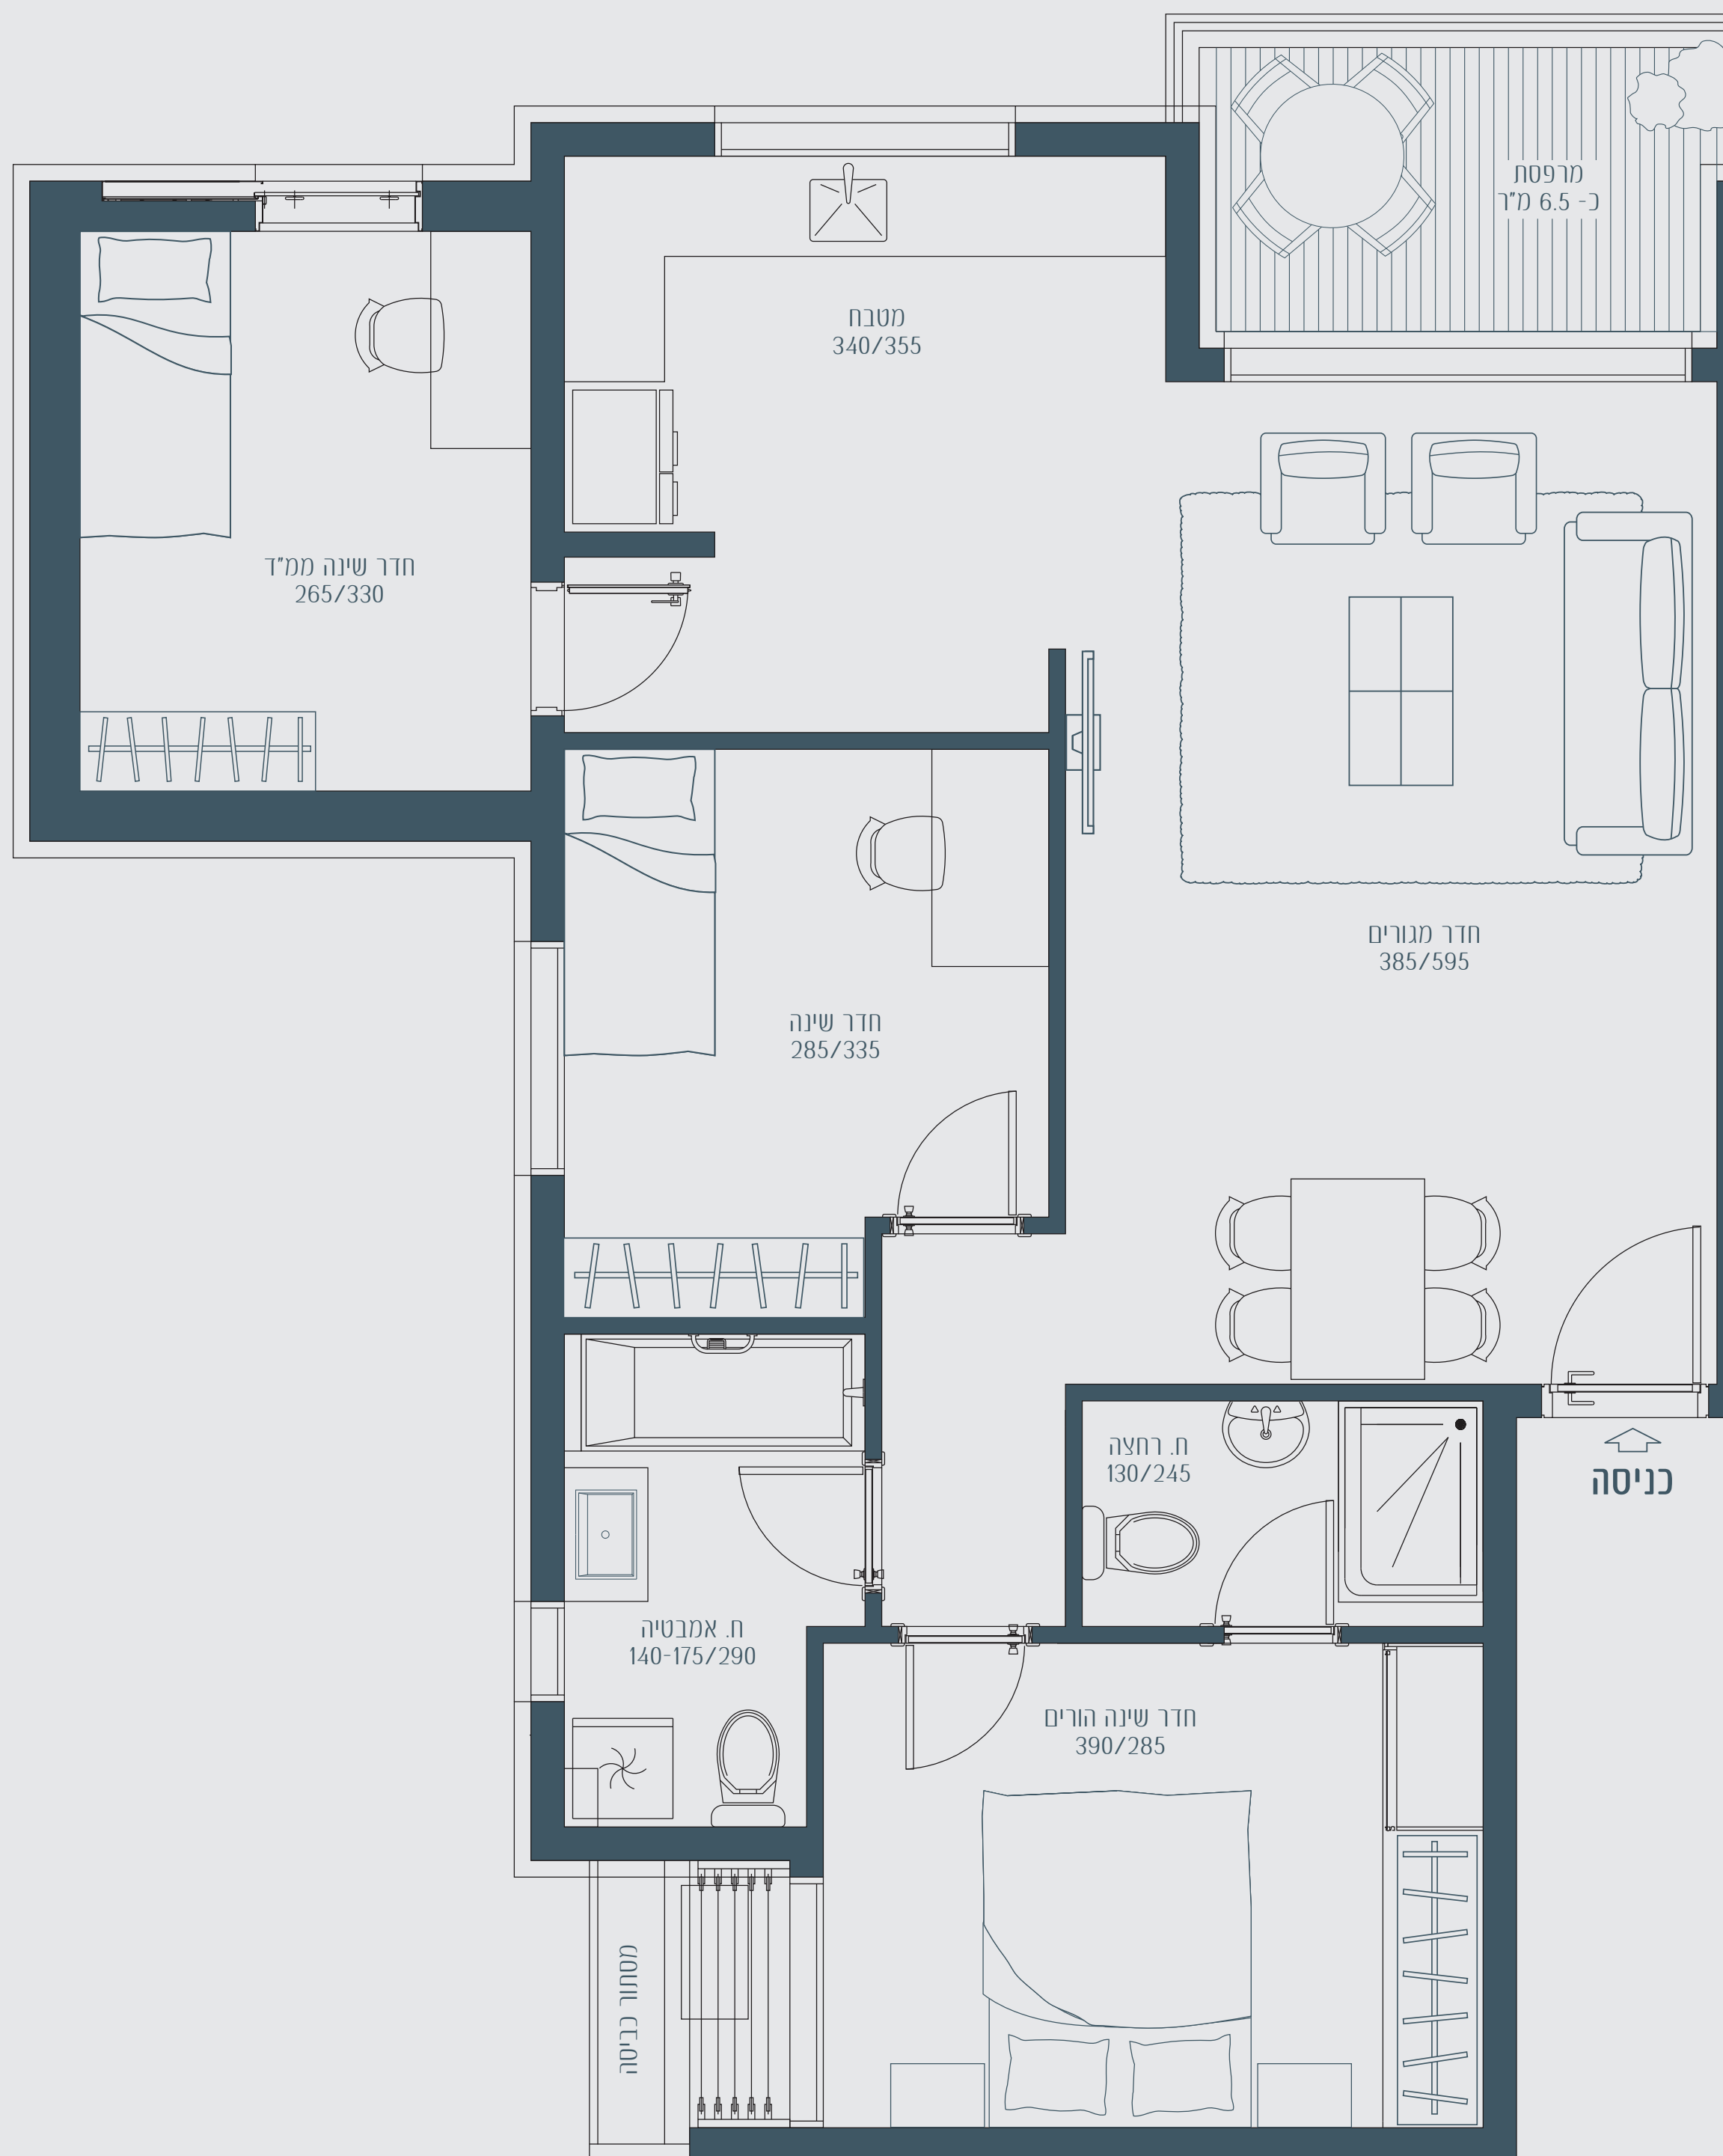 מרפסת
כ- 6.5 מ"ר
מטבח
340/355
חדר שינה ממ"ד
265/330
חדר מגורים
385/595
חדר שינה
285/335
ח. רחצה
130/245
כניסה
ח. אמבטיה
140-175/290
חדר שינה הורים
390/285
מסתור כביסה